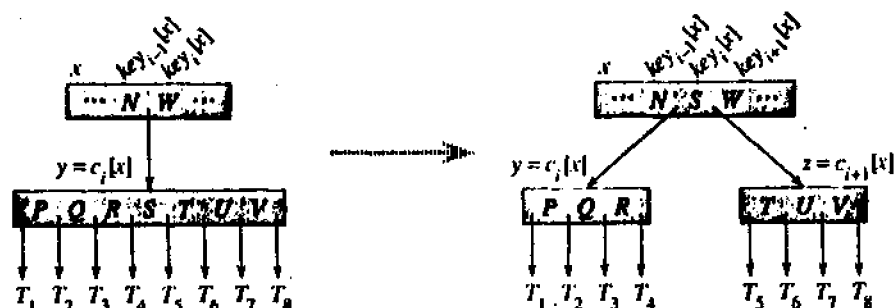 x key_{i-1}[x] key_i[x]
... N W ...
y = c_i[x]
P Q R S T U V
T_1 T_2 T_3 T_4 T_5 T_6 T_7 T_8
x key_{i-1}[x] key_i[x] key_{i+1}[x]
... N S W ...
y = c_i[x] z = c_{i+1}[x]
P Q R T U V
T_1 T_2 T_3 T_4 T_5 T_6 T_7 T_8